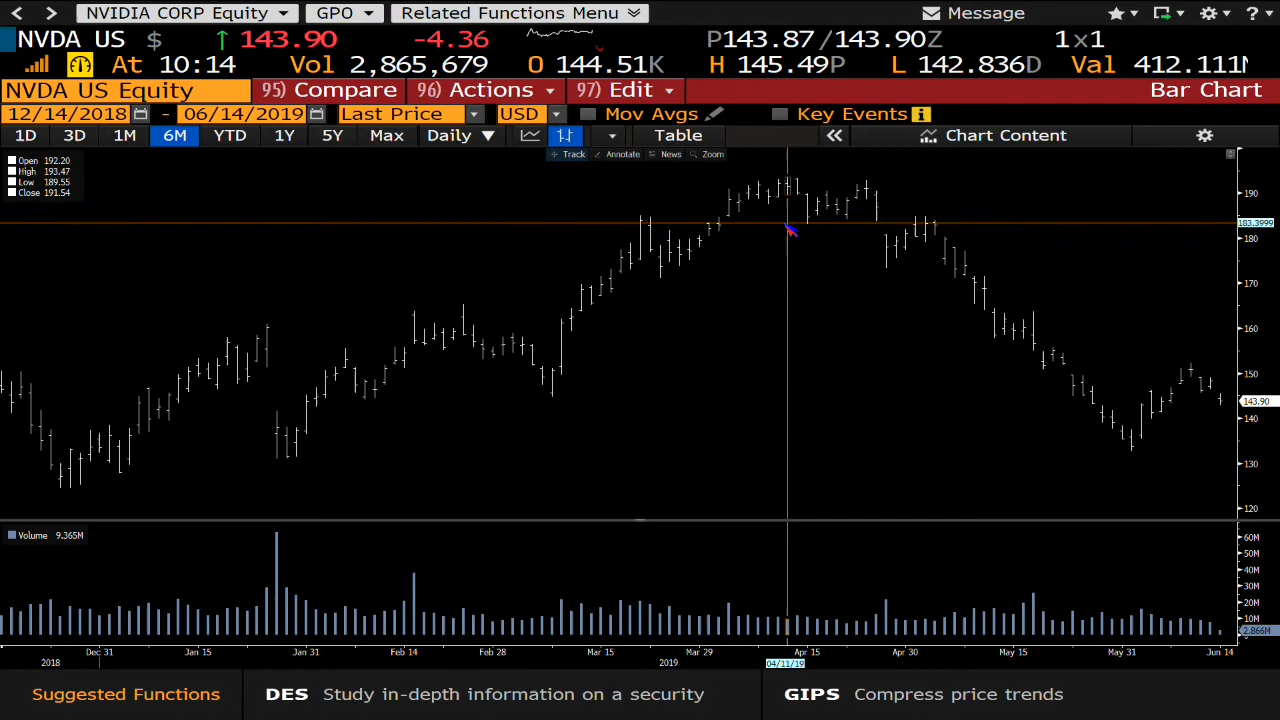 NVIDIA CORP Equity GPO Related Functions Menu Message
NVDA US $ ↑ 143.90 -4.36 P143.87/143.90Z 1×1
At 10:14 Vol 2,865,679 O 144.51K H 145.49P L 142.836D Val 412.111M
NVDA US Equity 95) Compare 96) Actions 97) Edit Bar Chart
12/14/2018 - 06/14/2019 Last Price USD Mov Avgs Key Events
1D 3D 1M 6M YTD 1Y 5Y Max Daily ▼ Table « Chart Content
Track Annotate News Zoom
Open 192.20
High 193.47
Low 189.55
Close 191.54
190
183.3999
180
170
160
150
143.90
140
130
120
Volume 9.365M
60M
50M
40M
30M
20M
10M
2.866M
Dec 31 Jan 15 Jan 31 Feb 14 Feb 28 Mar 15 Mar 29 Apr 15 Apr 30 May 15 May 31 Jun 14
2018 2019 04/11/19
Suggested Functions DES Study in-depth information on a security GIPS Compress price trends